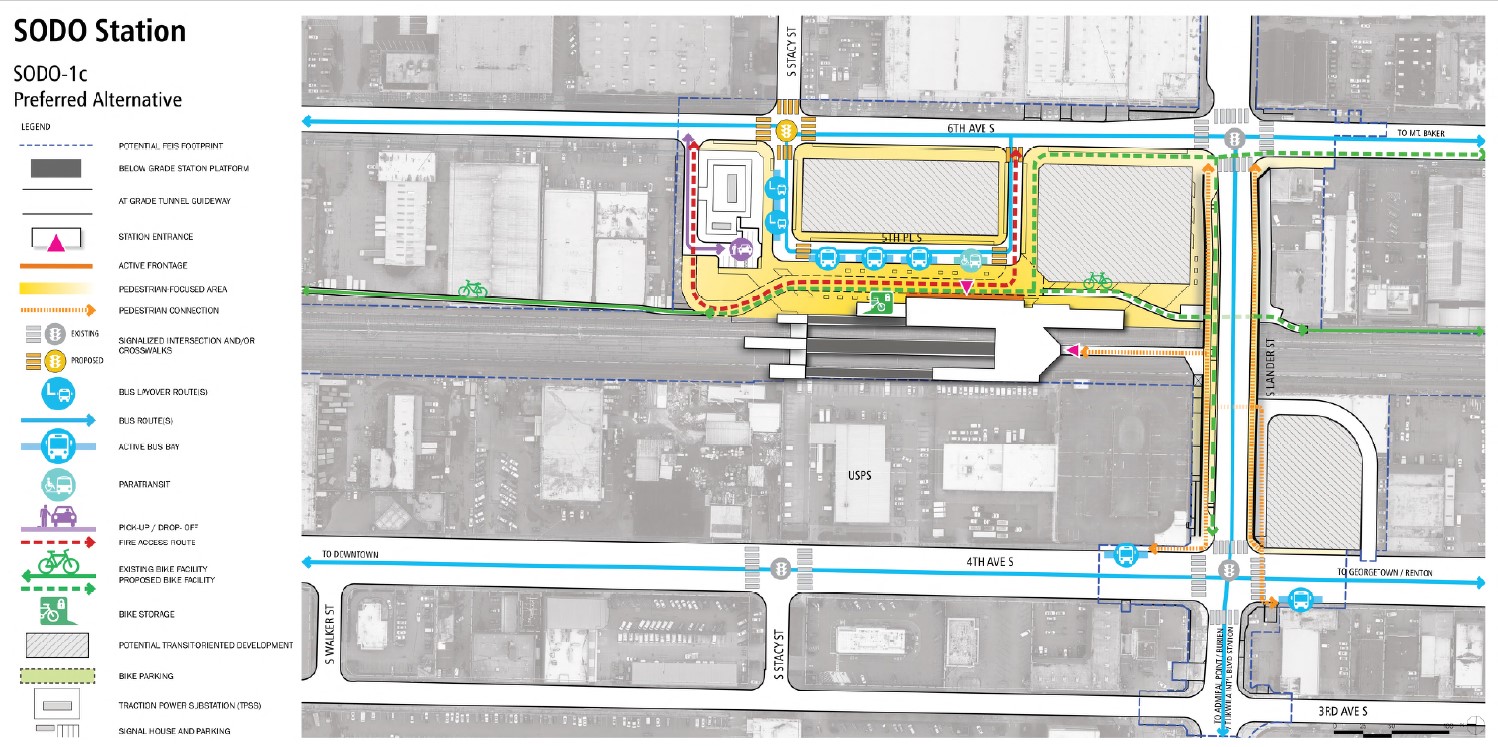 SODO Station
SODO-1c
Preferred Alternative
LEGEND
POTENTIAL FEIS FOOTPRINT
BELOW GRADE STATION PLATFORM
AT GRADE TUNNEL GUIDEWAY
STATION ENTRANCE
ACTIVE FRONTAGE
PEDESTRIAN-FOCUSED AREA
PEDESTRIAN CONNECTION
EXISTING
SIGNALIZED INTERSECTION AND/OR
CROSSWALKS
PROPOSED
L
BUS LAYOVER ROUTE(S)
BUS ROUTE(S)
ACTIVE BUS BAY
PARATRANSIT
PICK-UP / DROP- OFF
FIRE ACCESS ROUTE
EXISTING BIKE FACILITY
PROPOSED BIKE FACILITY
BIKE STORAGE
POTENTIAL TRANSIT-ORIENTED DEVELOPMENT
BIKE PARKING
TRACTION POWER SUBSTATION (TPSS)
SIGNAL HOUSE AND PARKING
S STACY ST
6TH AVE S
TO MT. BAKER
L
L
5TH PL S
S LANDER ST
USPS
TO DOWNTOWN
4TH AVE S
TO GEORGETOWN / RENTON
S WALKER ST
S STACY ST
TO ADMIRAL POINT / BURIEN
/ TUKWILA INT'L BLVD STATION
3RD AVE S